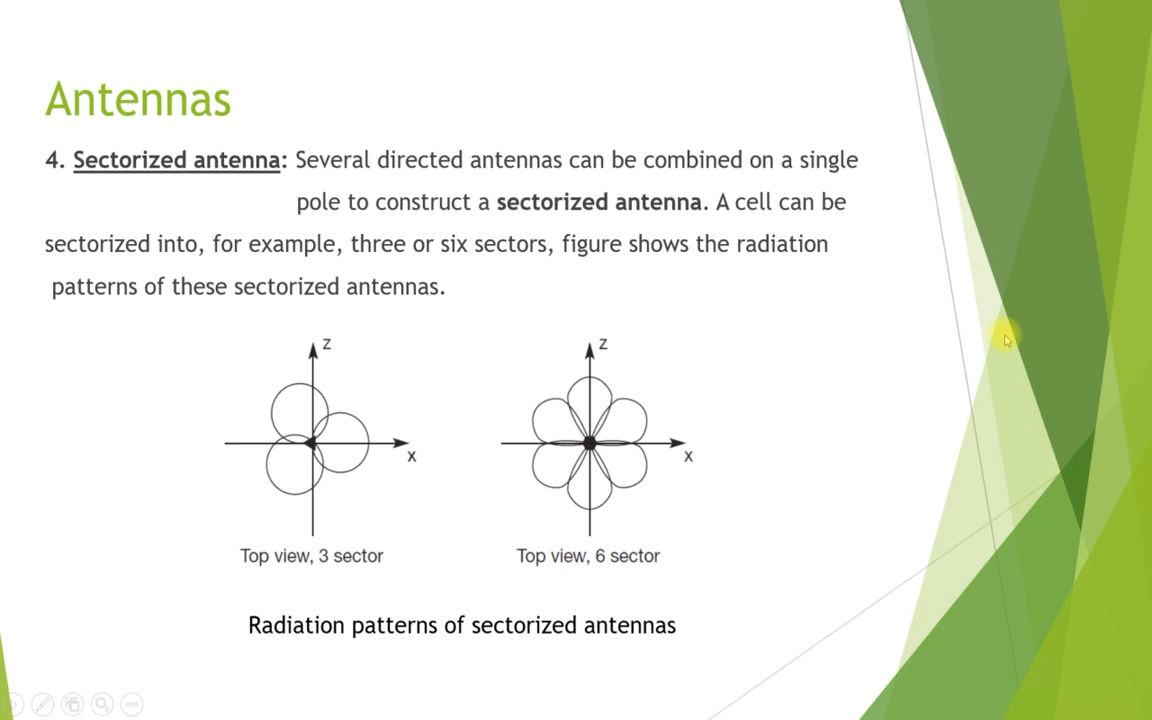 Antennas
4. Sectorized antenna: Several directed antennas can be combined on a single
pole to construct a sectorized antenna. A cell can be
sectorized into, for example, three or six sectors, figure shows the radiation
patterns of these sectorized antennas.
z z
x x
Top view, 3 sector Top view, 6 sector
Radiation patterns of sectorized antennas